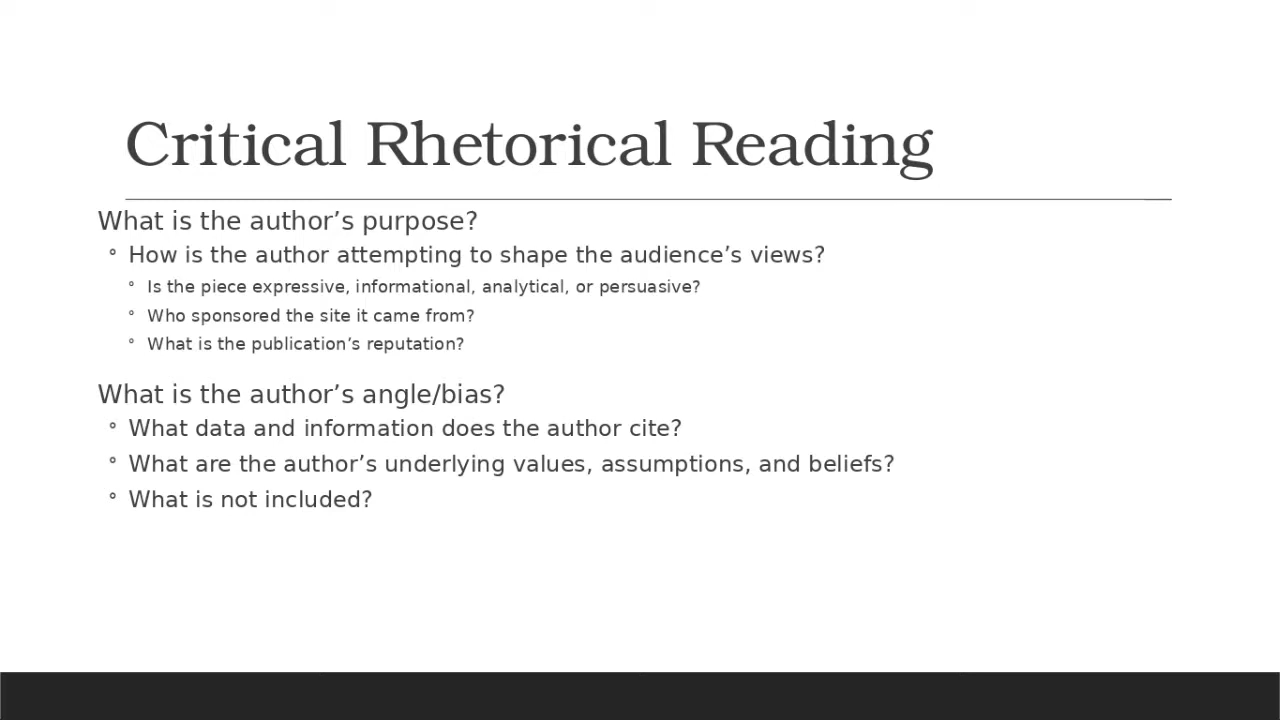 Critical Rhetorical Reading
What is the author’s purpose?
° How is the author attempting to shape the audience’s views?
° Is the piece expressive, informational, analytical, or persuasive?
° Who sponsored the site it came from?
° What is the publication’s reputation?
What is the author’s angle/bias?
° What data and information does the author cite?
° What are the author’s underlying values, assumptions, and beliefs?
° What is not included?